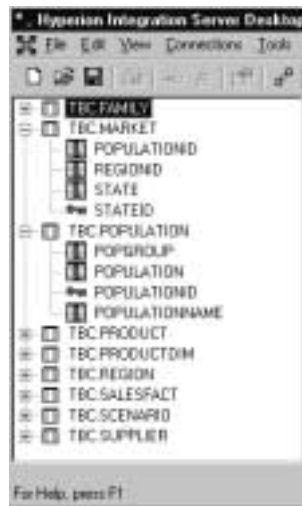 Hyperion Integration Server Desktop
File Edit View Connections Tools
TBC.FAMILY
TBC.MARKET
POPULATIONID
REGIONID
STATE
STATEID
TBC.POPULATION
POPGROUP
POPULATION
POPULATIONID
POPULATIONNAME
TBC.PRODUCT
TBC.PRODUCTDIM
TBC.REGION
TBC.SALESFACT
TBC.SCENARIO
TBC.SUPPLIER
For Help, press F1